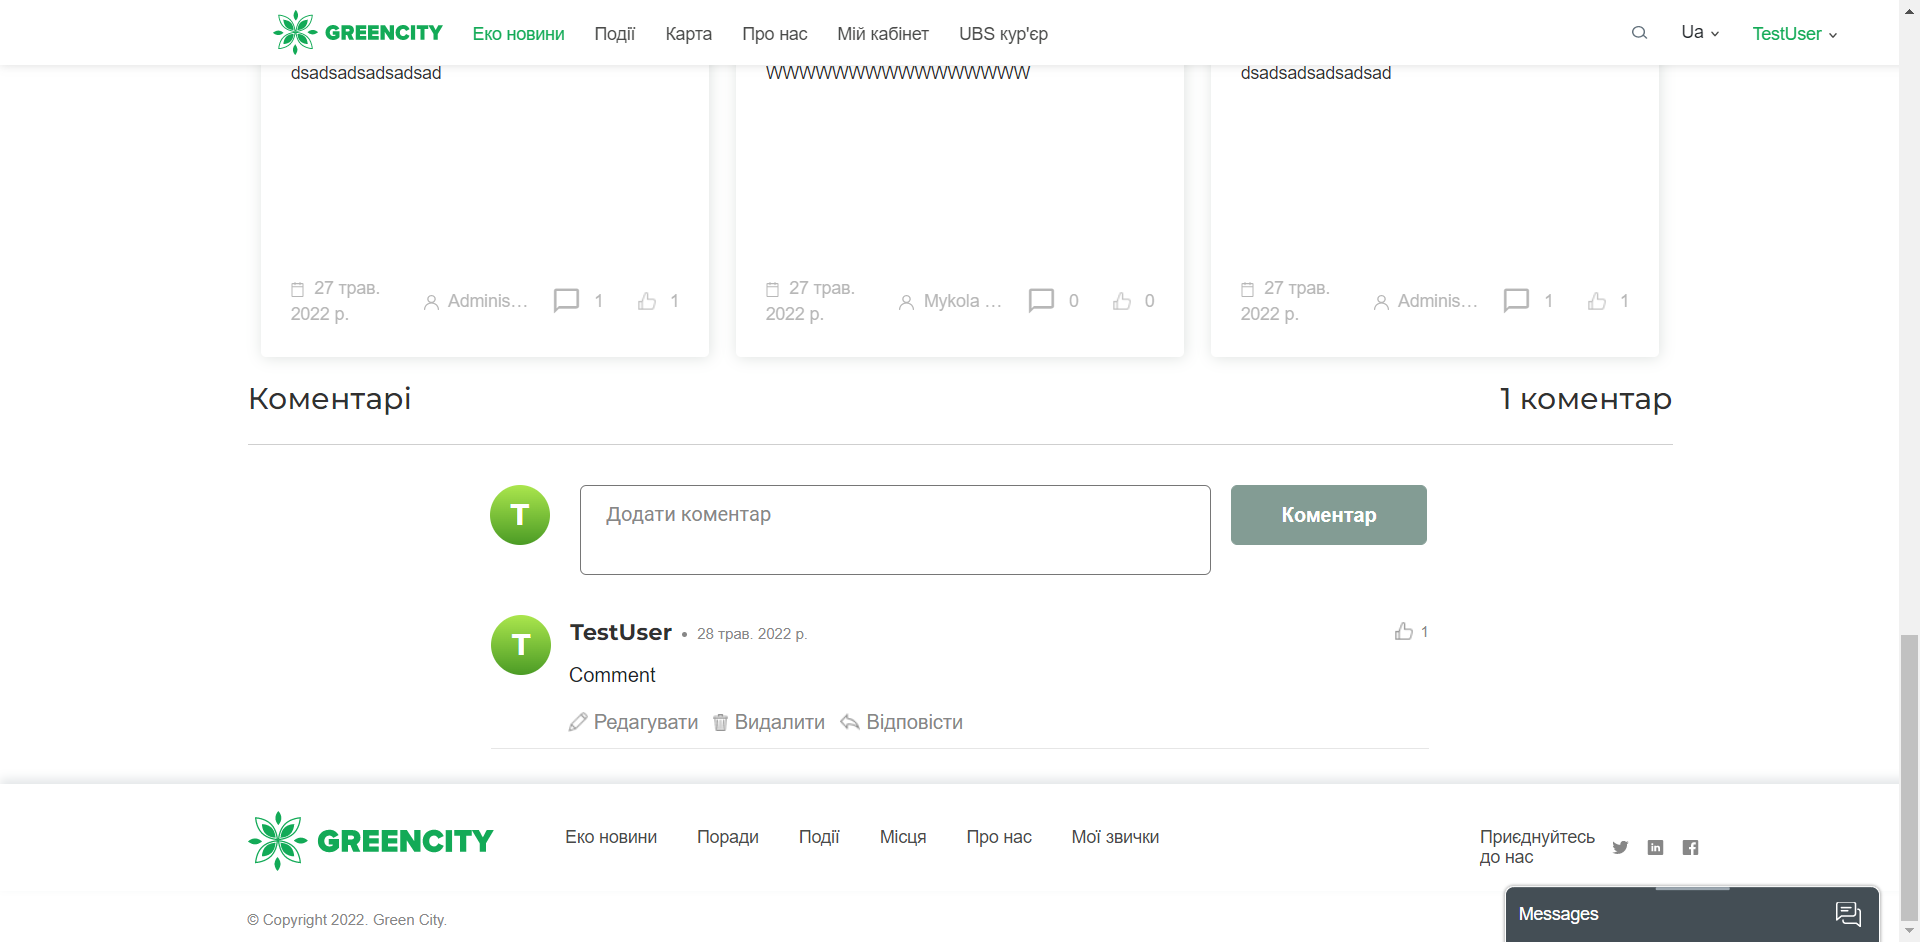 GREENCITY Еко новини Події Карта Про нас Мій кабінет UBS кур'єр Ua TestUser
dsadsadsadsadsad WWWWWWWWWWWWWWWW dsadsadsadsadsad
27 трав. 2022 р. Adminis... 1 1
27 трав. 2022 р. Mykola ... 0 0
27 трав. 2022 р. Adminis... 1 1
Коментарі 1 коментар
T Додати коментар Коментар
T TestUser • 28 трав. 2022 р. 1
Comment
Редагувати Видалити Відповісти
GREENCITY Еко новини Поради Події Місця Про нас Мої звички
Приєднуйтесь
до нас
© Copyright 2022. Green City.
Messages